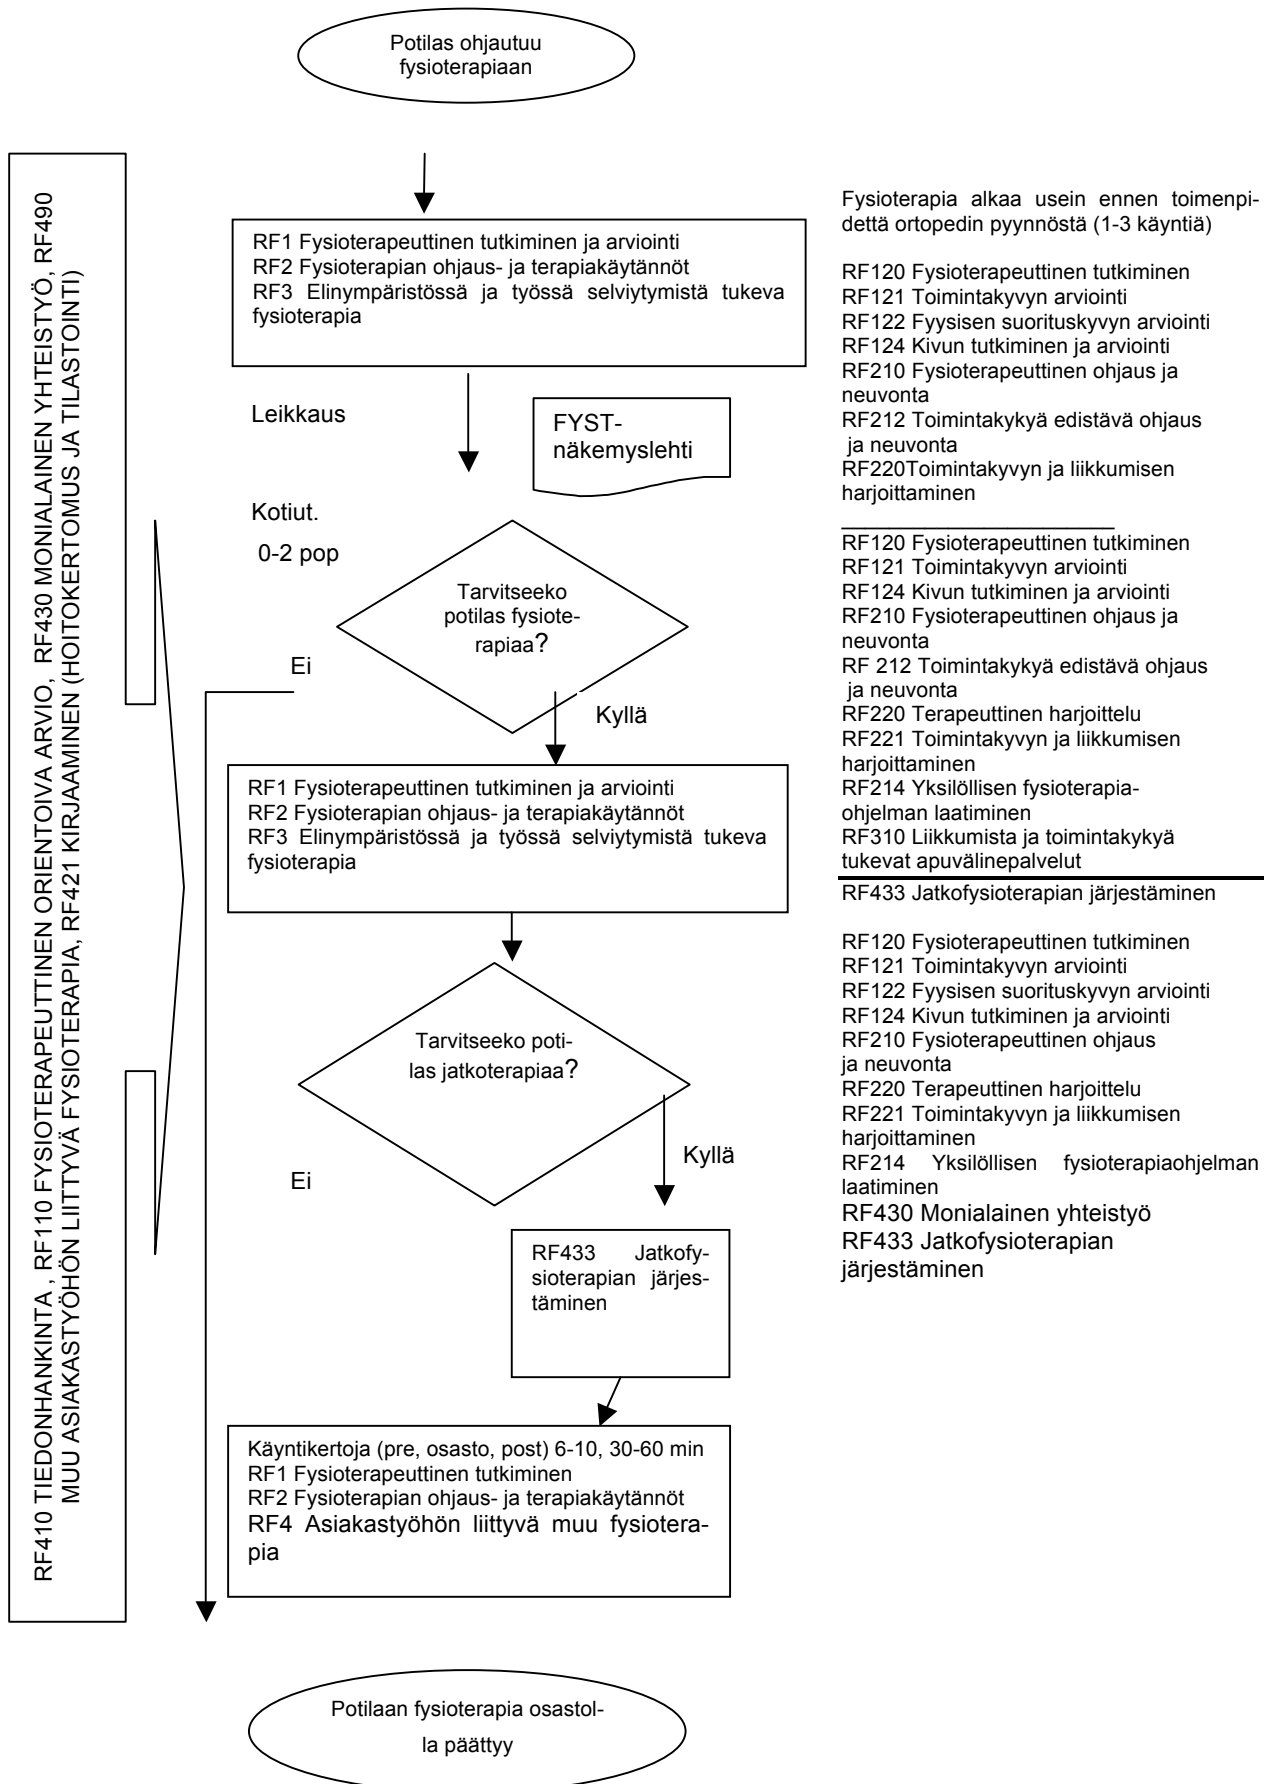 Potilas ohjautuu
fysioterapiaan
RF410 TIEDONHANKINTA , RF110 FYSIOTERAPEUTTINEN ORIENTOIVA ARVIO,  RF430 MONIALAINEN YHTEISTYÖ, RF490
MUU ASIAKASTYÖHÖN LIITTYVÄ FYSIOTERAPIA, RF421 KIRJAAMINEN (HOITOKERTOMUS JA TILASTOINTI)
RF1 Fysioterapeuttinen tutkiminen ja arviointi
RF2 Fysioterapian ohjaus- ja terapiakäytännöt
RF3 Elinympäristössä ja työssä selviytymistä tukeva
fysioterapia
Leikkaus
FYST-
näkemyslehti
Kotiut.
0-2 pop
Tarvitseeko
potilas fysiote-
rapiaa?
Ei
Kyllä
RF1 Fysioterapeuttinen tutkiminen ja arviointi
RF2 Fysioterapian ohjaus- ja terapiakäytännöt
RF3 Elinympäristössä ja työssä selviytymistä tukeva
fysioterapia
Tarvitseeko poti-
las jatkoterapiaa?
Ei
Kyllä
RF433 Jatkofy-
sioterapian järjes-
täminen
Käyntikertoja (pre, osasto, post) 6-10, 30-60 min
RF1 Fysioterapeuttinen tutkiminen
RF2 Fysioterapian ohjaus- ja terapiakäytännöt
RF4 Asiakastyöhön liittyvä muu fysiotera-
pia
Potilaan fysioterapia osastol-
la päättyy
Fysioterapia alkaa usein ennen toimenpi-
dettä ortopedin pyynnöstä (1-3 käyntiä)
RF120 Fysioterapeuttinen tutkiminen
RF121 Toimintakyvyn arviointi
RF122 Fyysisen suorituskyvyn arviointi
RF124 Kivun tutkiminen ja arviointi
RF210 Fysioterapeuttinen ohjaus ja
neuvonta
RF212 Toimintakykyä edistävä ohjaus
ja neuvonta
RF220Toimintakyvyn ja liikkumisen
harjoittaminen
RF120 Fysioterapeuttinen tutkiminen
RF121 Toimintakyvyn arviointi
RF124 Kivun tutkiminen ja arviointi
RF210 Fysioterapeuttinen ohjaus ja
neuvonta
RF 212 Toimintakykyä edistävä ohjaus
ja neuvonta
RF220 Terapeuttinen harjoittelu
RF221 Toimintakyvyn ja liikkumisen
harjoittaminen
RF214 Yksilöllisen fysioterapia-
ohjelman laatiminen
RF310 Liikkumista ja toimintakykyä
tukevat apuvälinepalvelut
RF433 Jatkofysioterapian järjestäminen
RF120 Fysioterapeuttinen tutkiminen
RF121 Toimintakyvyn arviointi
RF122 Fyysisen suorituskyvyn arviointi
RF124 Kivun tutkiminen ja arviointi
RF210 Fysioterapeuttinen ohjaus
ja neuvonta
RF220 Terapeuttinen harjoittelu
RF221 Toimintakyvyn ja liikkumisen
harjoittaminen
RF214 Yksilöllisen fysioterapiaohjelman
laatiminen
RF430 Monialainen yhteistyö
RF433 Jatkofysioterapian
järjestäminen